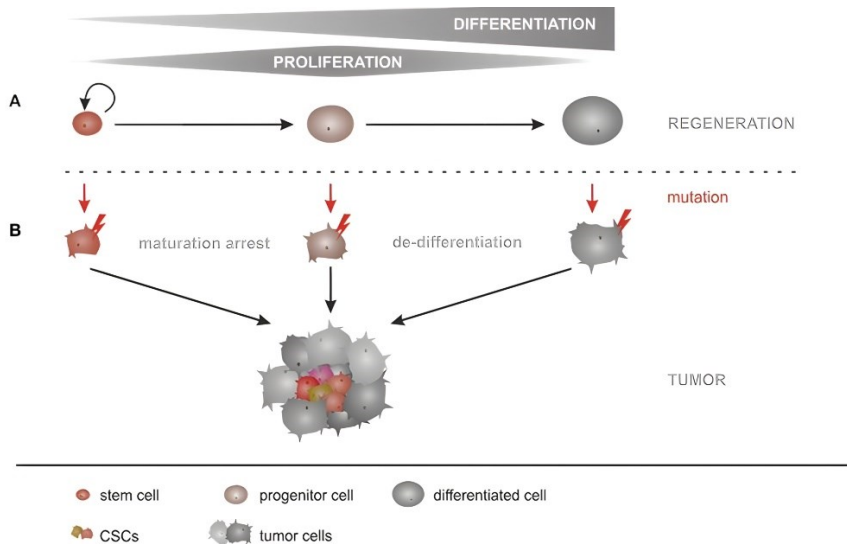 DIFFERENTIATION
PROLIFERATION
A
REGENERATION
mutation
B
maturation arrest
de-differentiation
TUMOR
stem cell
progenitor cell
differentiated cell
CSCs
tumor cells